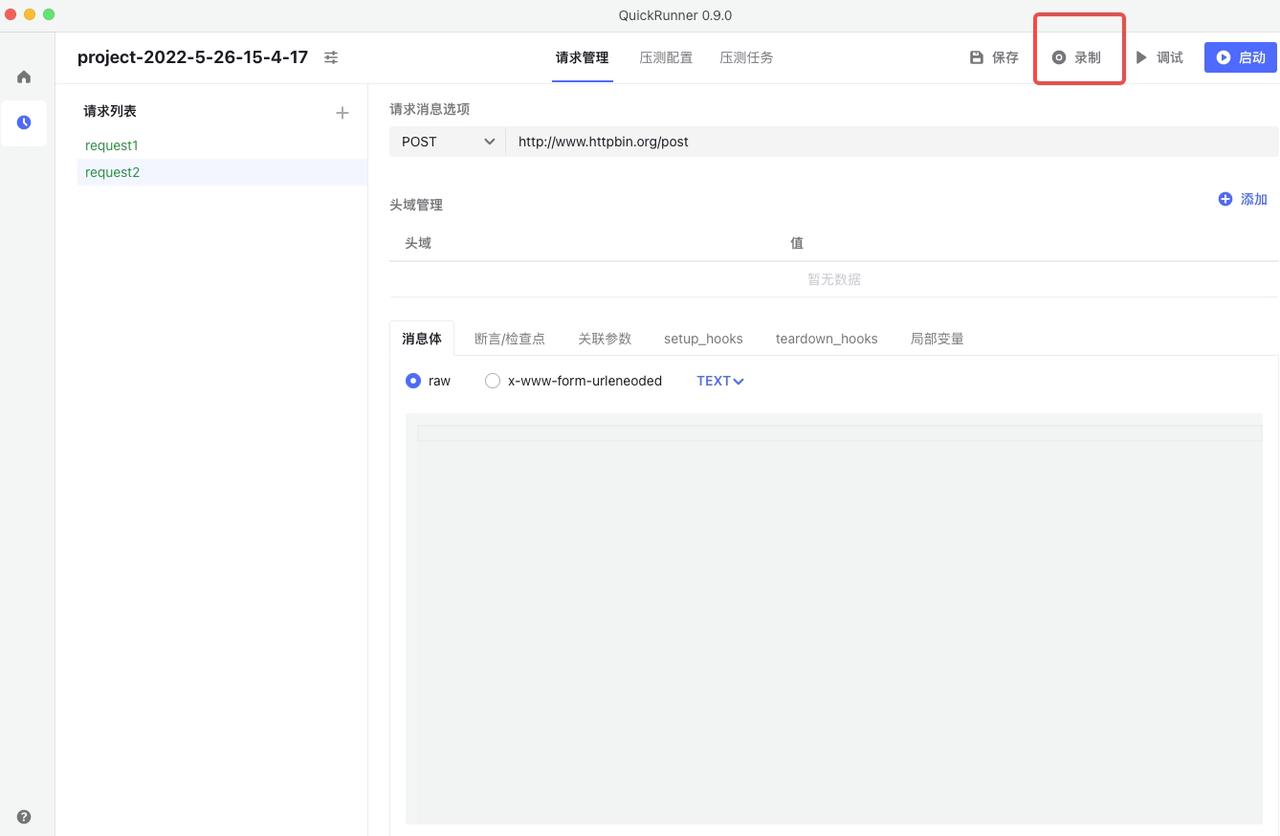 QuickRunner 0.9.0
project-2022-5-26-15-4-17
请求管理 压测配置 压测任务
保存 录制 调试 启动
请求列表
request1
request2
请求消息选项
POST http://www.httpbin.org/post
头域管理 添加
头域 值
暂无数据
消息体 断言/检查点 关联参数 setup_hooks teardown_hooks 局部变量
raw x-www-form-urleneoded TEXT